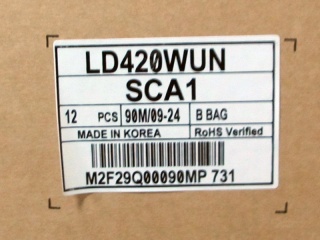 LD420WUN
SCA1
12 PCS 90M/09-24 B BAG
MADE IN KOREA RoHS Verified
M2F29Q00090MP 731